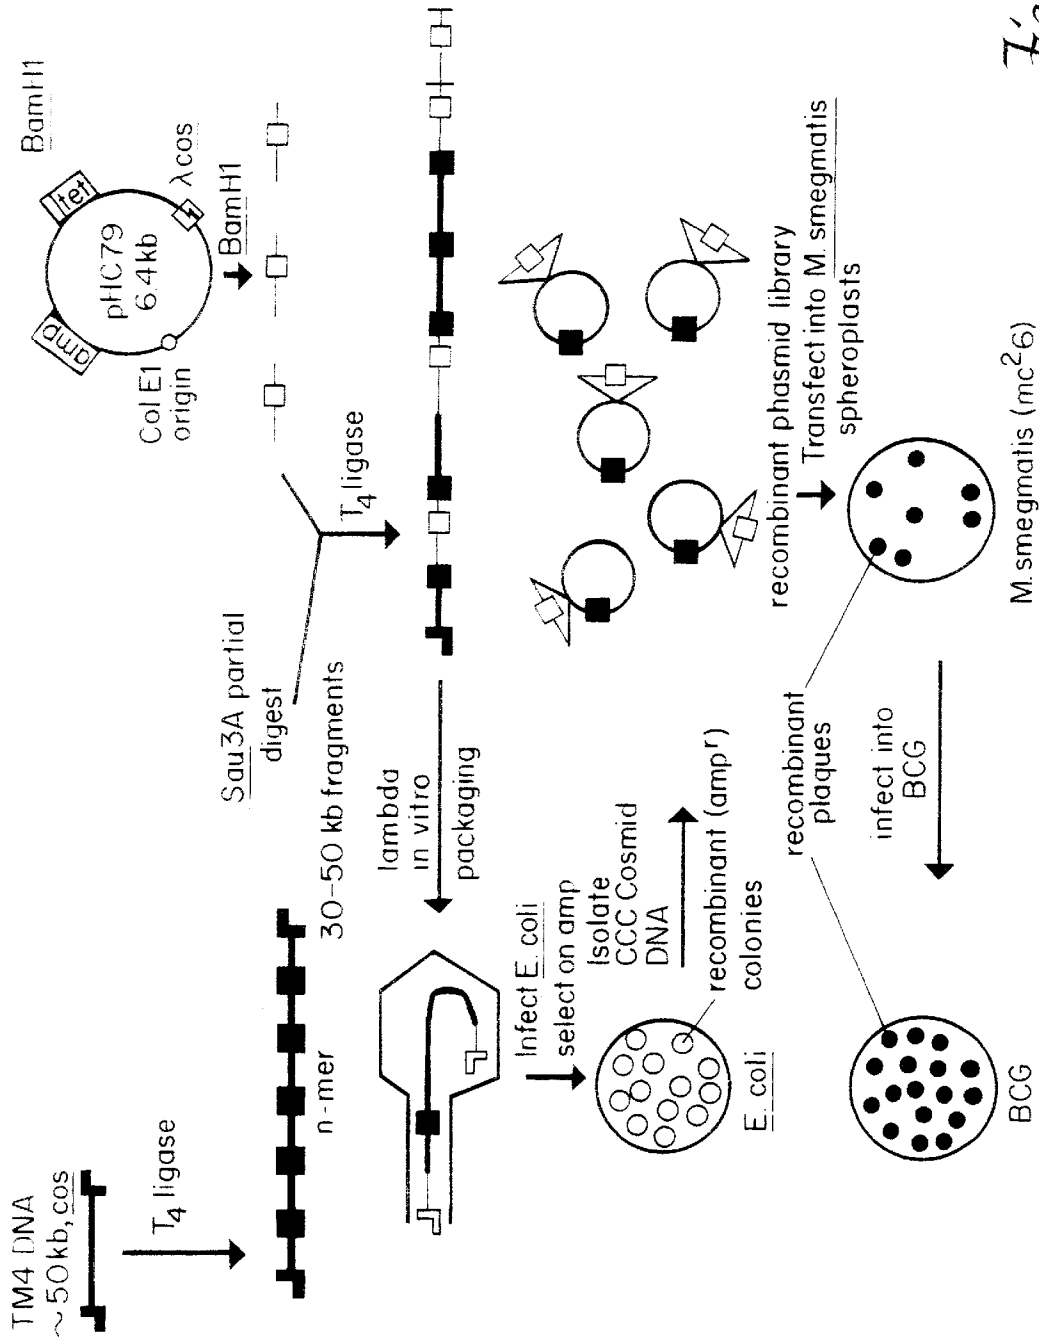 TM4 DNA
~50kb, cos
T4 ligase
n-mer
Sau3A partial
digest
30-50 kb fragments
BamH1
tet
amp
pHC79
6.4kb
λcos
Col E1
origin
BamH1
T4 ligase
lambda
in vitro
packaging
Infect E. coli
select on amp
E. coli
Isolate
CCC Cosmid
DNA
recombinant (ampr)
colonies
recombinant phasmid library
Transfect into M. smegmatis
spheroplasts
M. smegmatis (mc26)
recombinant
plaques
infect into
BCG
BCG